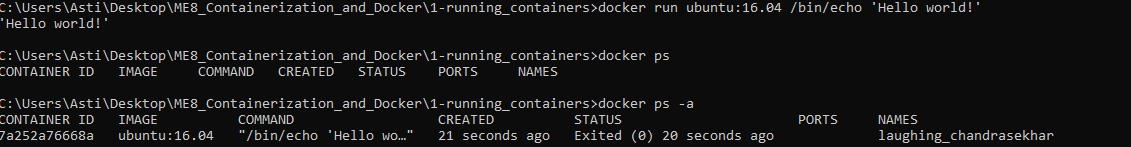 C:\Users\Asti\Desktop\ME8_Containerization_and_Docker\1-running_containers>docker run ubuntu:16.04 /bin/echo 'Hello world!'
'Hello world!'
C:\Users\Asti\Desktop\ME8_Containerization_and_Docker\1-running_containers>docker ps
CONTAINER ID   IMAGE     COMMAND   CREATED   STATUS    PORTS     NAMES
C:\Users\Asti\Desktop\ME8_Containerization_and_Docker\1-running_containers>docker ps -a
CONTAINER ID   IMAGE          COMMAND                  CREATED          STATUS                      PORTS     NAMES
7a252a76668a   ubuntu:16.04   "/bin/echo 'Hello wo…"   21 seconds ago   Exited (0) 20 seconds ago             laughing_chandrasekhar